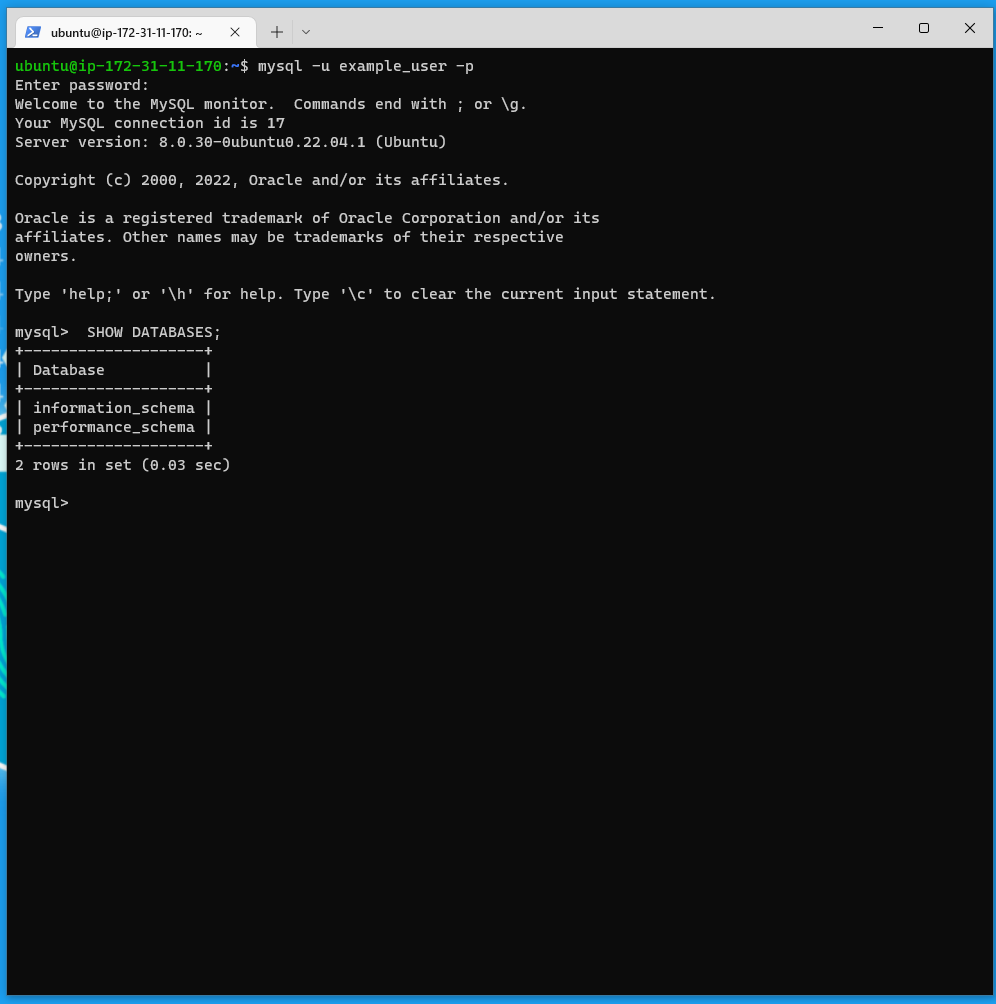 ubuntu@ip-172-31-11-170: ~
ubuntu@ip-172-31-11-170:~$ mysql -u example_user -p
Enter password:
Welcome to the MySQL monitor.  Commands end with ; or \g.
Your MySQL connection id is 17
Server version: 8.0.30-0ubuntu0.22.04.1 (Ubuntu)
Copyright (c) 2000, 2022, Oracle and/or its affiliates.
Oracle is a registered trademark of Oracle Corporation and/or its
affiliates. Other names may be trademarks of their respective
owners.
Type 'help;' or '\h' for help. Type '\c' to clear the current input statement.
mysql>  SHOW DATABASES;
+--------------------+
| Database           |
+--------------------+
| information_schema |
| performance_schema |
+--------------------+
2 rows in set (0.03 sec)
mysql>